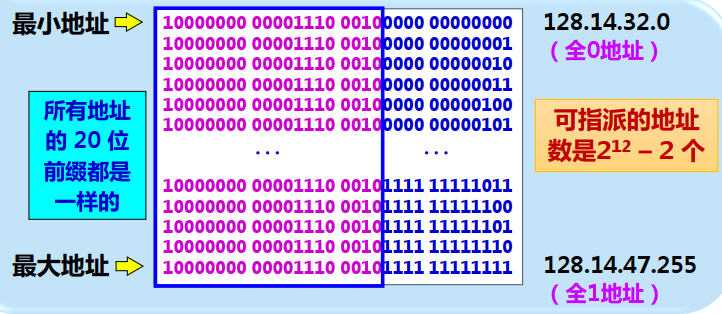 最小地址
10000000 00001110 00100000 00000000
128.14.32.0
10000000 00001110 00100000 00000001
（全0地址）
10000000 00001110 00100000 00000010
10000000 00001110 00100000 00000011
10000000 00001110 00100000 00000100
10000000 00001110 00100000 00000101
… …
所有地址
的 20 位
前缀都是
一样的
可指派的地址
数是2¹² – 2 个
10000000 00001110 00101111 11111011
10000000 00001110 00101111 11111100
10000000 00001110 00101111 11111101
10000000 00001110 00101111 11111110
最大地址
10000000 00001110 00101111 11111111
128.14.47.255
（全1地址）